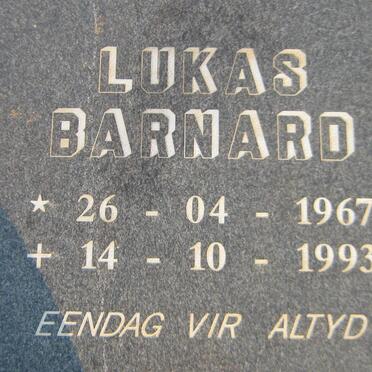 LUKAS
BARNARD
* 26 - 04 - 1967
+ 14 - 10 - 1993
EENDAG VIR ALTYD